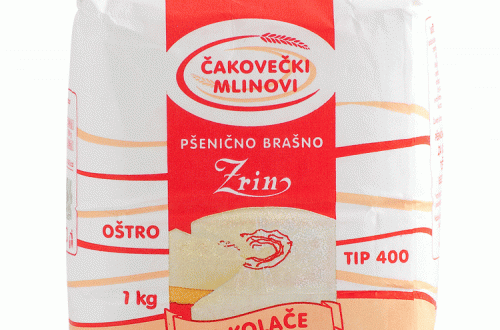 ČAKOVEČKI
MLINOVI
PŠENIČNO BRAŠNO
Zrin
OŠTRO
TIP 400
1 kg
KOLAČE